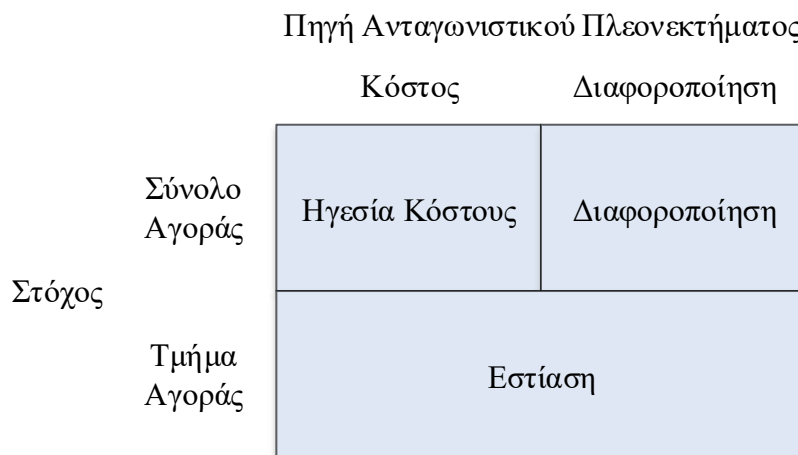 Πηγή Ανταγωνιστικού Πλεονεκτήματος
Κόστος Διαφοροποίηση
Σύνολο
Αγοράς
Ηγεσία Κόστους Διαφοροποίηση
Στόχος
Τμήμα
Αγοράς
Εστίαση